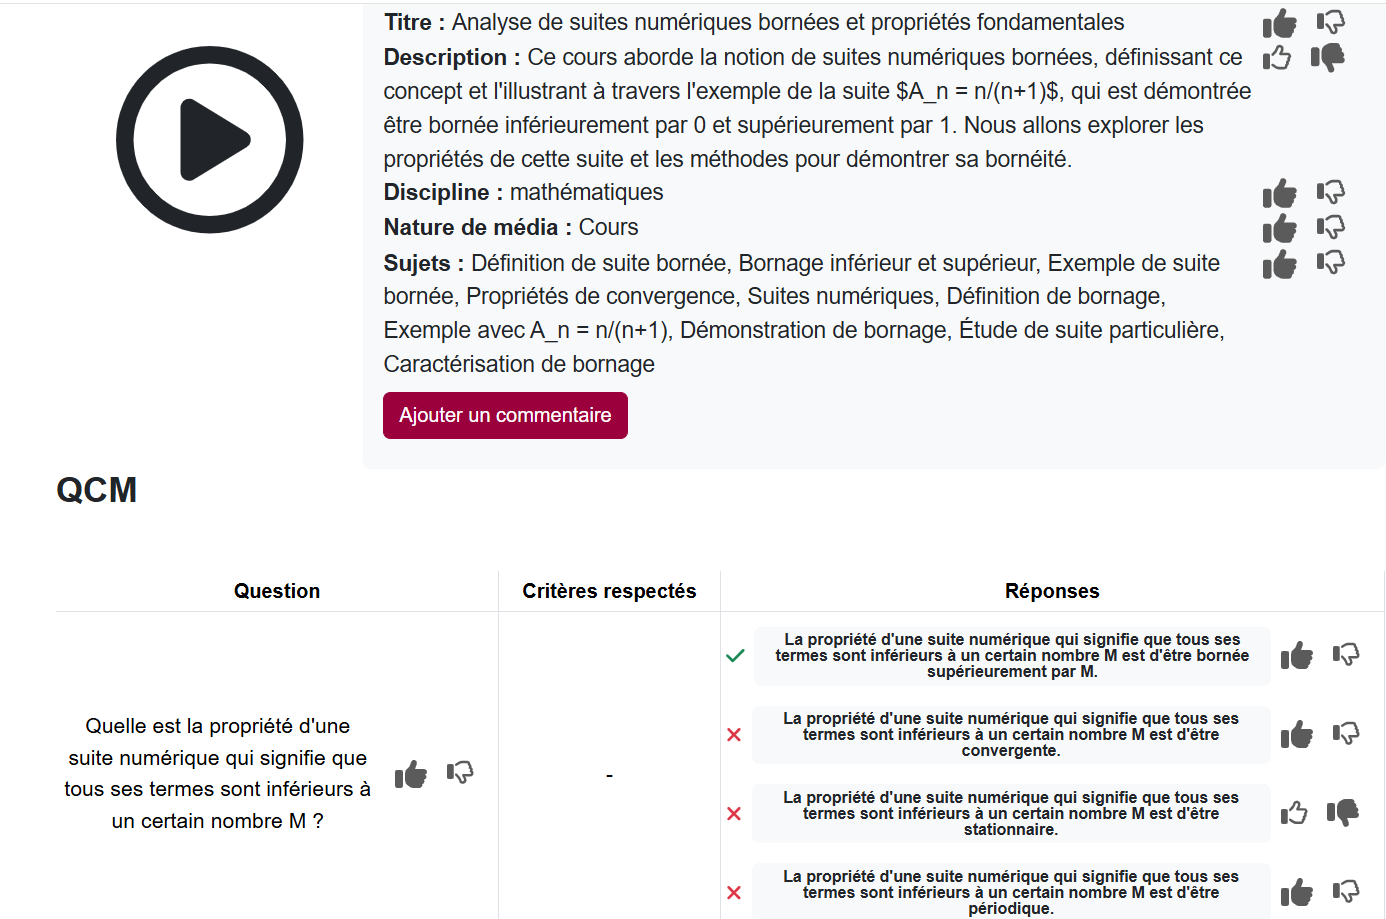 Titre : Analyse de suites numériques bornées et propriétés fondamentales
Description : Ce cours aborde la notion de suites numériques bornées, définissant ce
concept et l'illustrant à travers l'exemple de la suite $A_n = n/(n+1)$, qui est démontrée
être bornée inférieurement par 0 et supérieurement par 1. Nous allons explorer les
propriétés de cette suite et les méthodes pour démontrer sa bornéité.
Discipline : mathématiques
Nature de média : Cours
Sujets : Définition de suite bornée, Bornage inférieur et supérieur, Exemple de suite
bornée, Propriétés de convergence, Suites numériques, Définition de bornage,
Exemple avec A_n = n/(n+1), Démonstration de bornage, Étude de suite particulière,
Caractérisation de bornage
Ajouter un commentaire
QCM
Question
Critères respectés
Réponses
Quelle est la propriété d'une
suite numérique qui signifie que
tous ses termes sont inférieurs à
un certain nombre M ?
-
La propriété d'une suite numérique qui signifie que tous ses
termes sont inférieurs à un certain nombre M est d'être bornée
supérieurement par M.
La propriété d'une suite numérique qui signifie que tous ses
termes sont inférieurs à un certain nombre M est d'être
convergente.
La propriété d'une suite numérique qui signifie que tous ses
termes sont inférieurs à un certain nombre M est d'être
stationnaire.
La propriété d'une suite numérique qui signifie que tous ses
termes sont inférieurs à un certain nombre M est d'être
périodique.